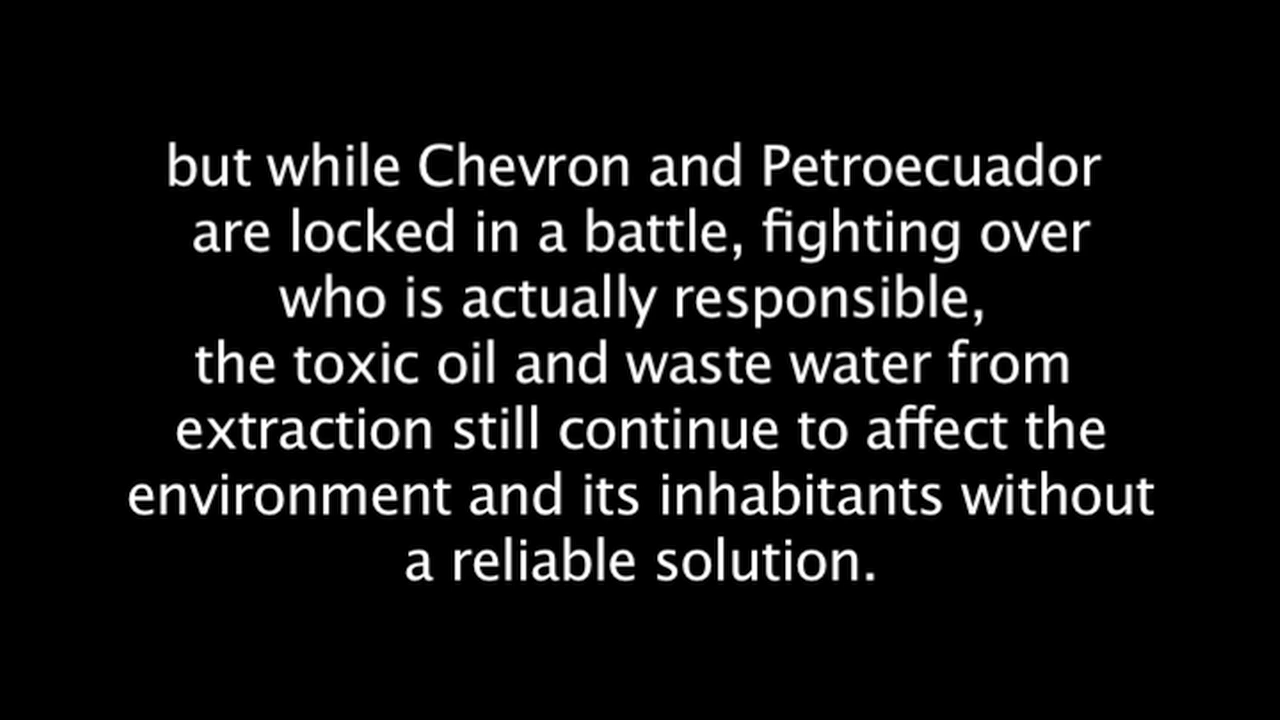 but while Chevron and Petroecuador
are locked in a battle, fighting over
who is actually responsible,
the toxic oil and waste water from
extraction still continue to affect the
environment and its inhabitants without
a reliable solution.